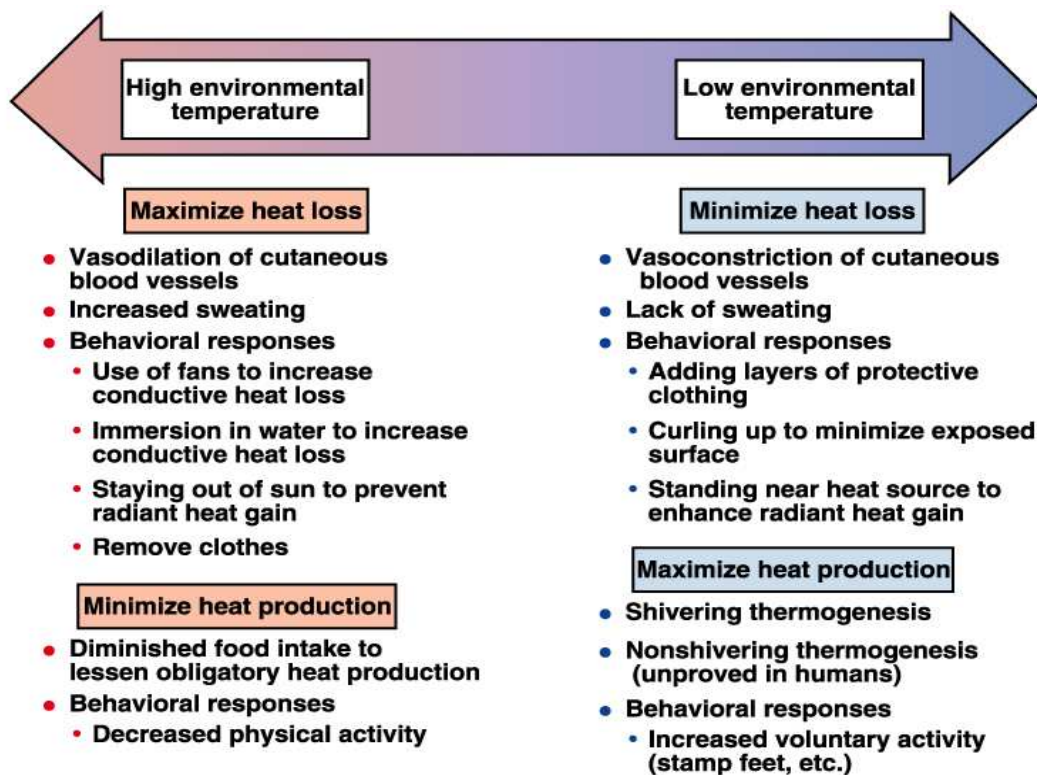 High environmental
temperature
Low environmental
temperature
Maximize heat loss
• Vasodilation of cutaneous
blood vessels
• Increased sweating
• Behavioral responses
• Use of fans to increase
conductive heat loss
• Immersion in water to increase
conductive heat loss
• Staying out of sun to prevent
radiant heat gain
• Remove clothes
Minimize heat production
• Diminished food intake to
lessen obligatory heat production
• Behavioral responses
• Decreased physical activity
Minimize heat loss
• Vasoconstriction of cutaneous
blood vessels
• Lack of sweating
• Behavioral responses
• Adding layers of protective
clothing
• Curling up to minimize exposed
surface
• Standing near heat source to
enhance radiant heat gain
Maximize heat production
• Shivering thermogenesis
• Nonshivering thermogenesis
(unproved in humans)
• Behavioral responses
• Increased voluntary activity
(stamp feet, etc.)